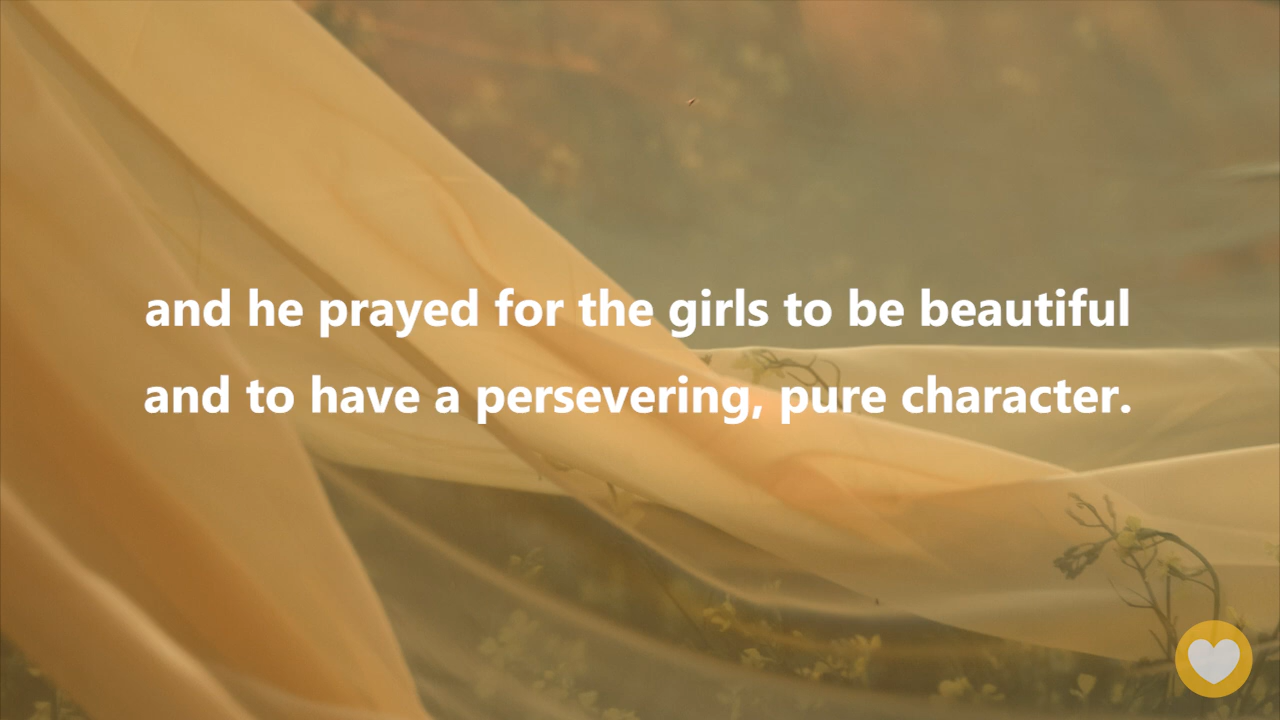 and he prayed for the girls to be beautiful
and to have a persevering, pure character.